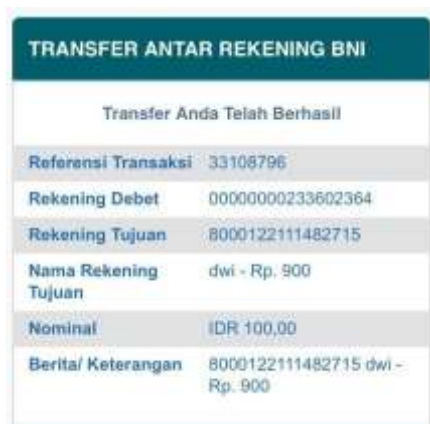 TRANSFER ANTAR REKENING BNI
Transfer Anda Telah Berhasil
Referensi Transaksi 33108796
Rekening Debet 00000000233602364
Rekening Tujuan 8000122111482715
Nama Rekening dwi - Rp. 900
Tujuan
Nominal IDR 100,00
Berita/ Keterangan 8000122111482715 dwi -
Rp. 900